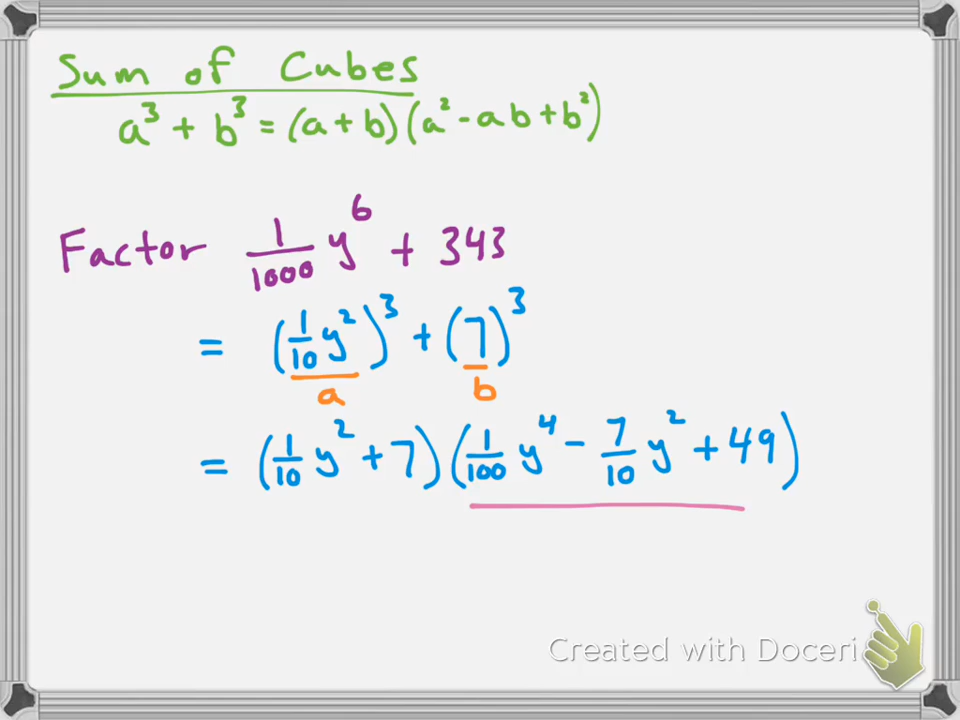 Sum of Cubes
a³ + b³ = (a + b)(a² - ab + b²)
Factor 1/1000 y⁶ + 343
= (1/10 y²)³ + (7)³
a b
= (1/10 y² + 7)(1/100 y⁴ - 7/10 y² + 49)
Created with Doceri